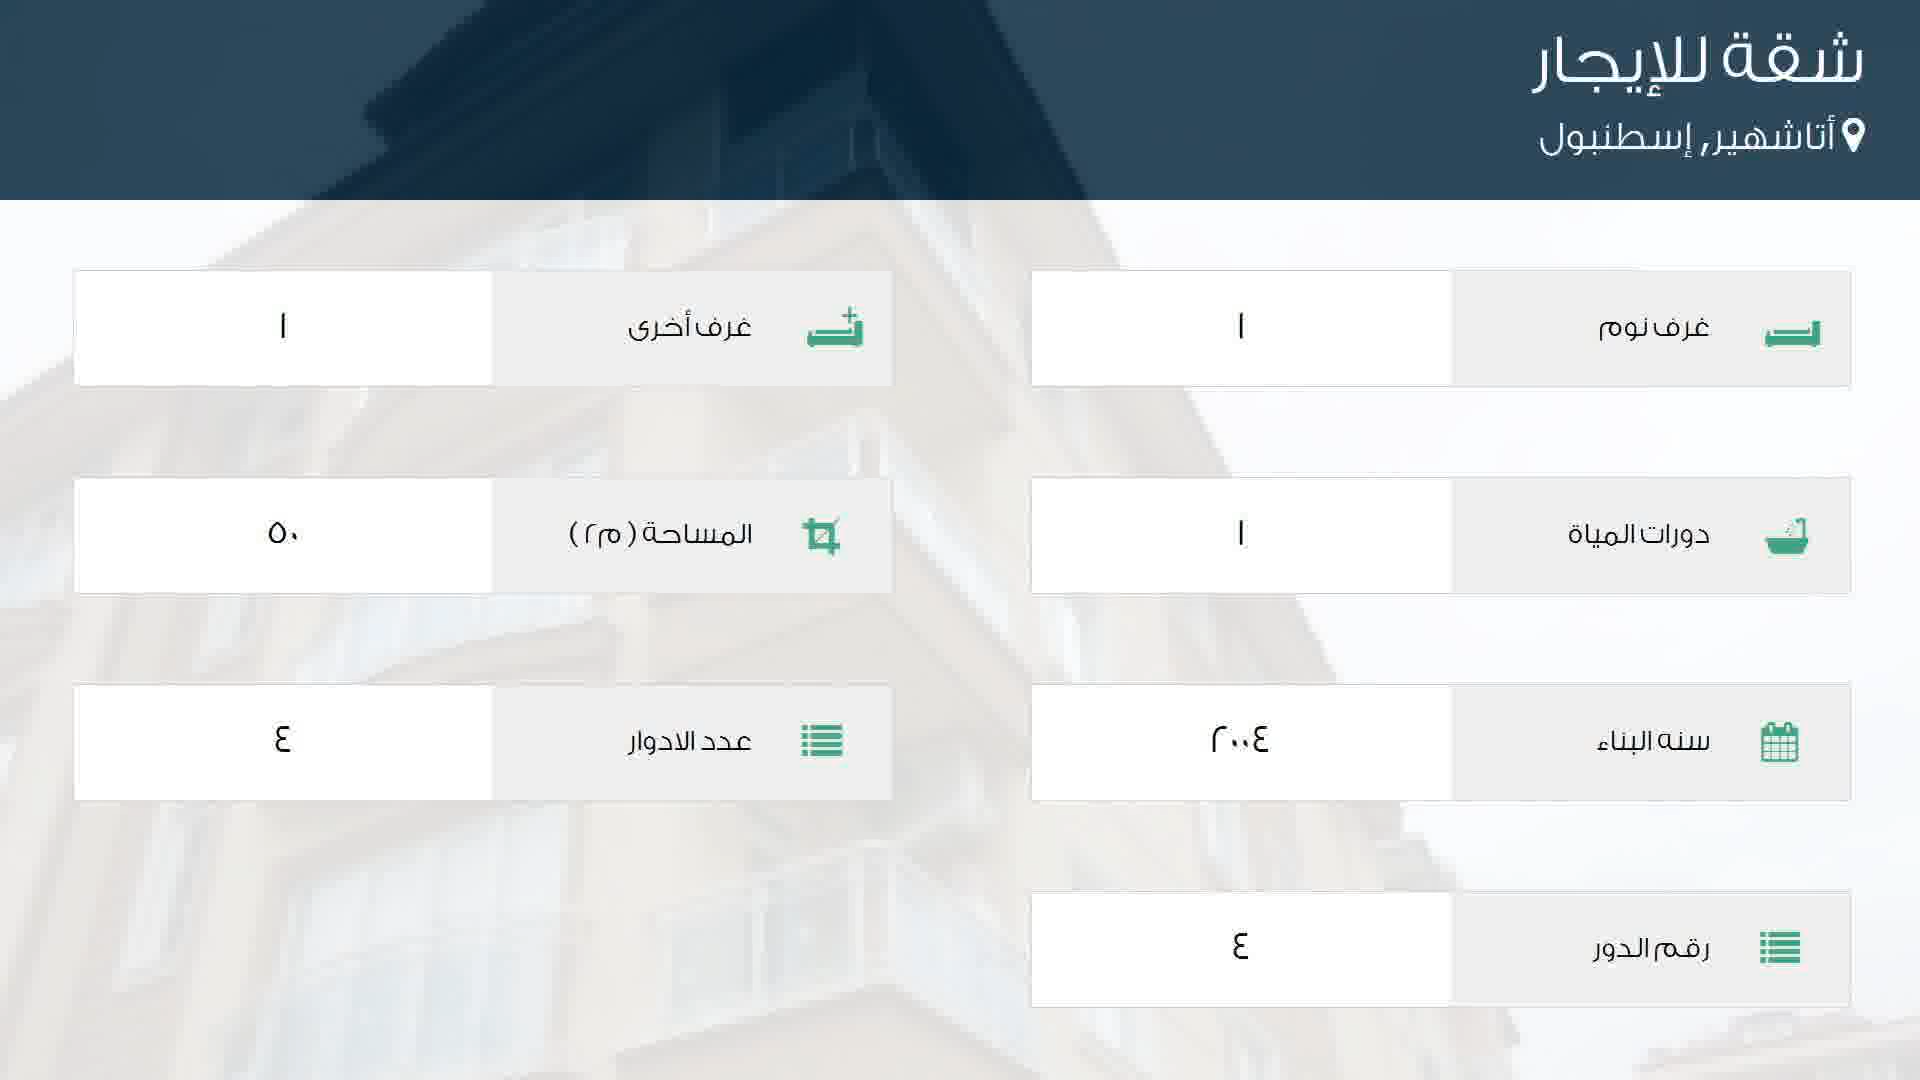 شقة للإيجار
أتاشهير, إسطنبول
غرف نوم
١
غرف أخرى
١
دورات المياة
١
المساحة (م٢)
٥٠
سنه البناء
٢٠٠٤
عدد الادوار
٤
رقم الدور
٤